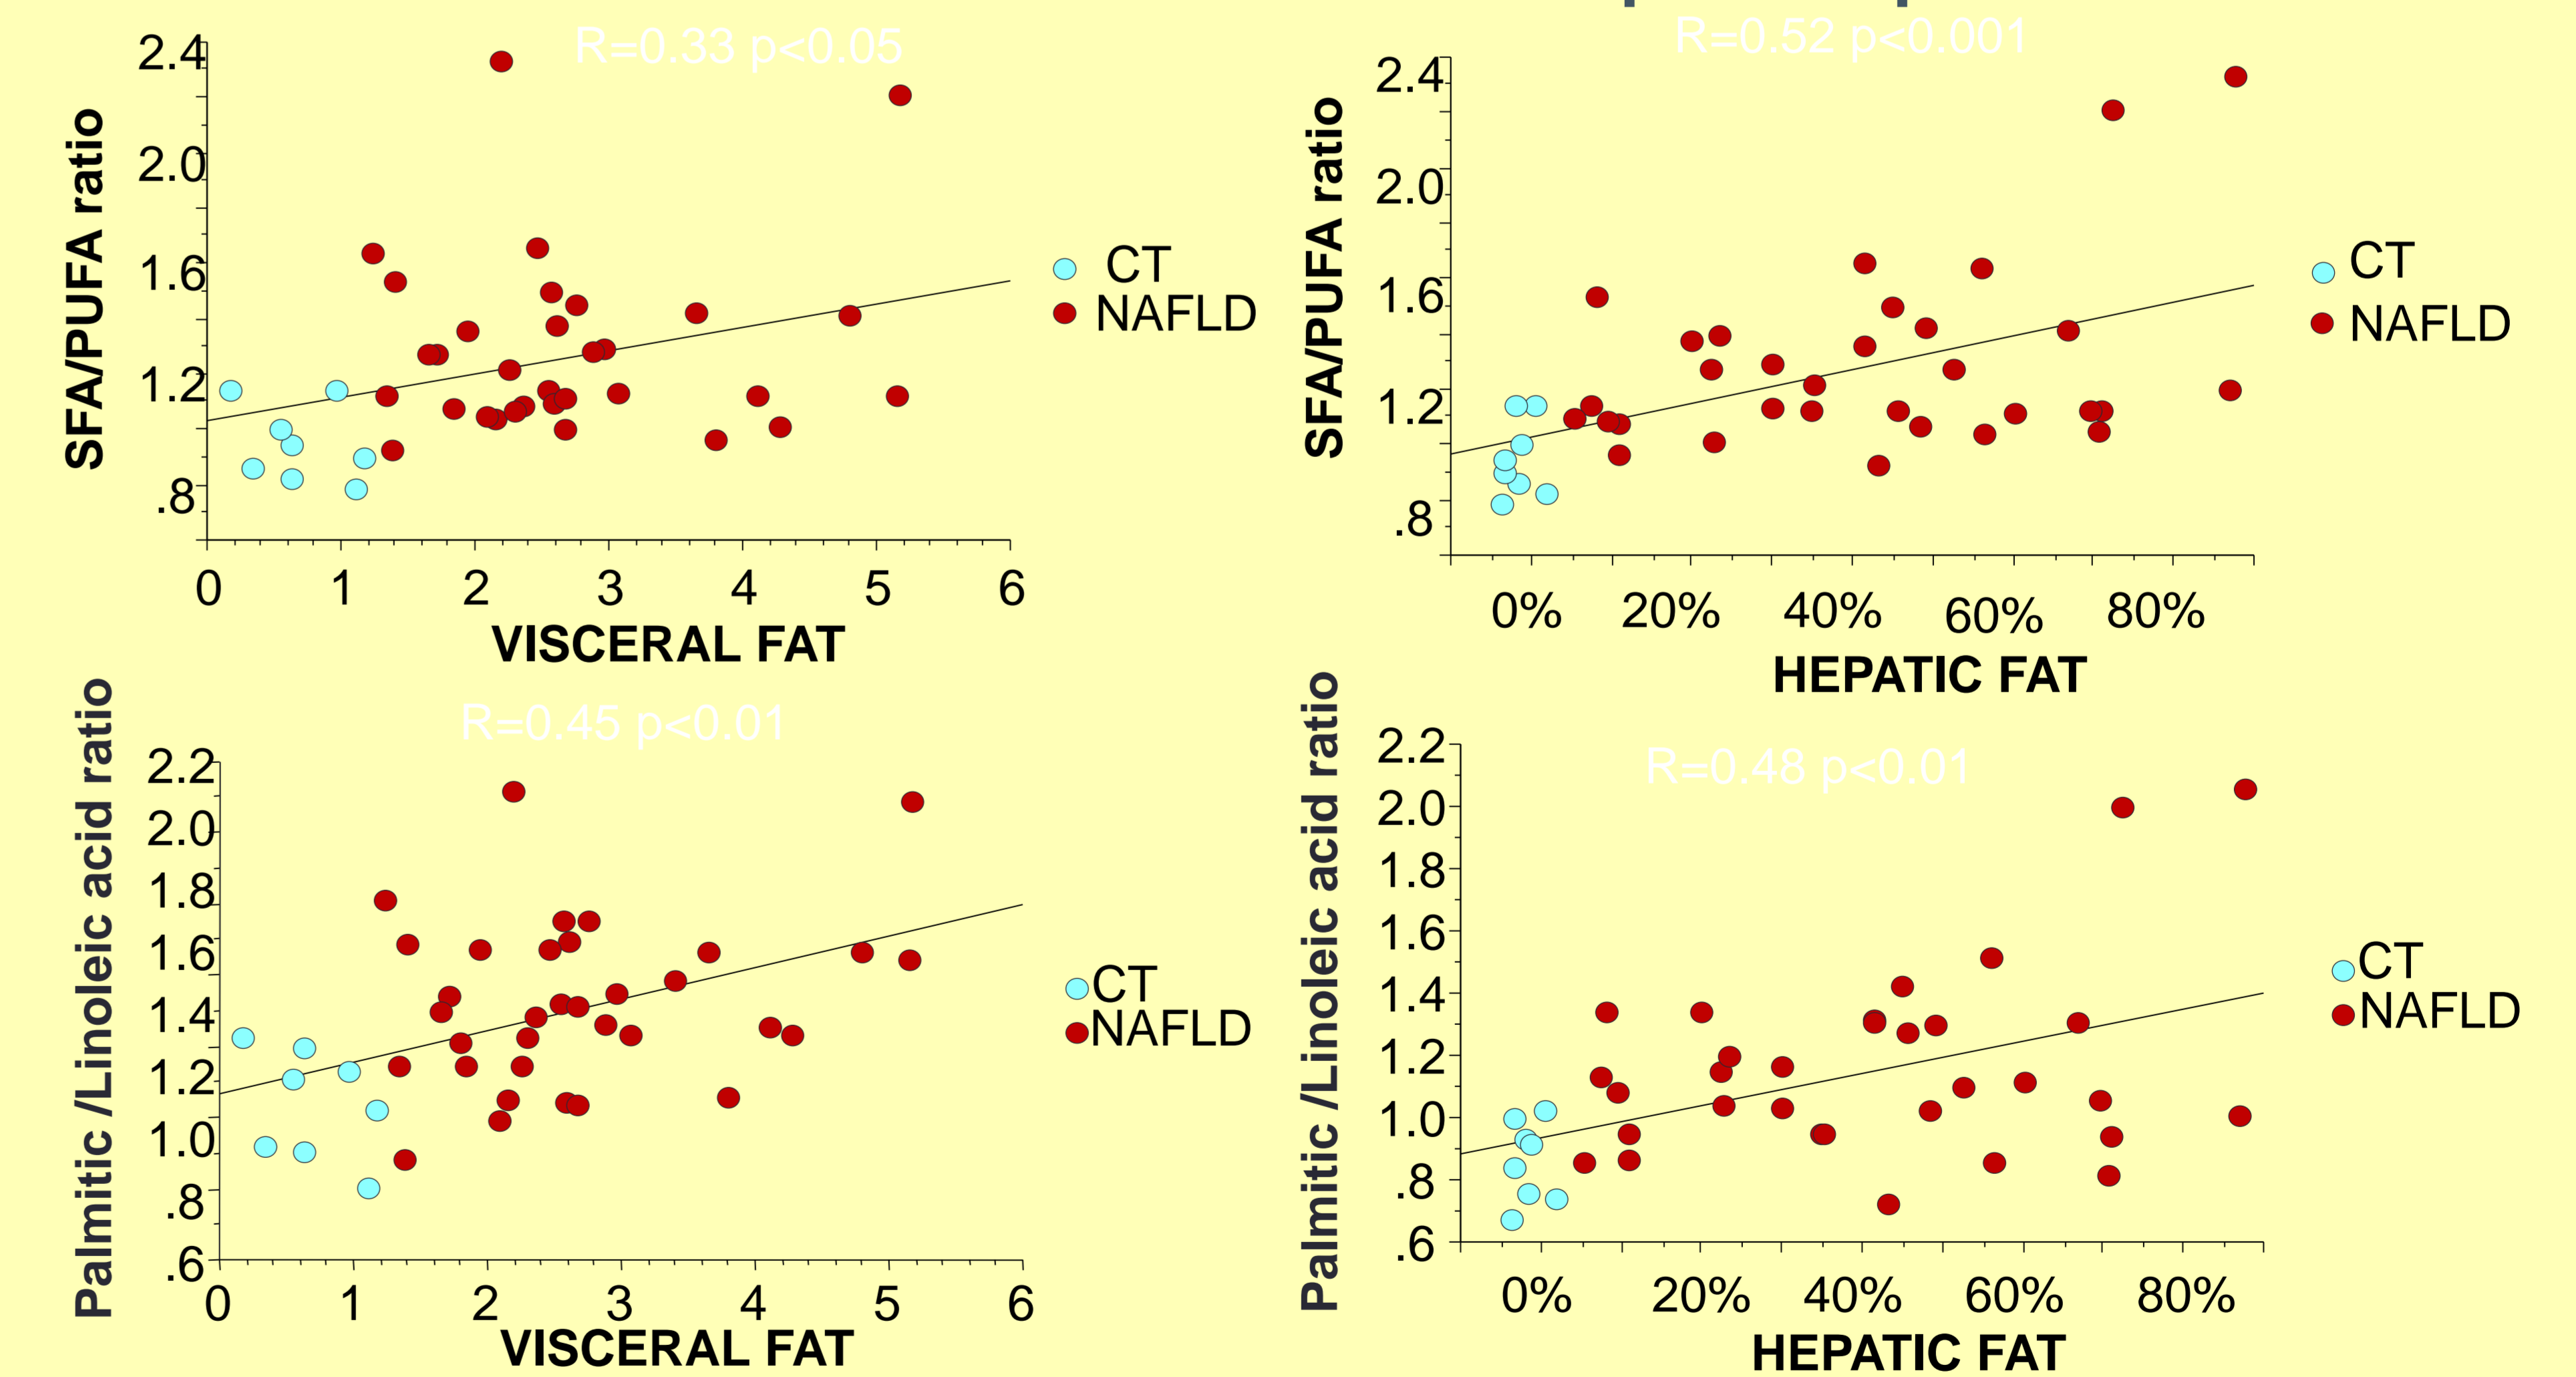 R=0.33 p<0.05
SFA/PUFA ratio
2.4
2.0
1.6
1.2
.8
0 1 2 3 4 5 6
VISCERAL FAT
CT
NAFLD
R=0.52 p<0.001
SFA/PUFA ratio
2.4
2.0
1.6
1.2
.8
0% 20% 40% 60% 80%
HEPATIC FAT
CT
NAFLD
R=0.45 p<0.01
Palmitic /Linoleic acid ratio
2.2
2.0
1.8
1.6
1.4
1.2
1.0
.8
.6
0 1 2 3 4 5 6
VISCERAL FAT
CT
NAFLD
R=0.48 p<0.01
Palmitic /Linoleic acid ratio
2.2
2.0
1.8
1.6
1.4
1.2
1.0
.8
.6
0% 20% 40% 60% 80%
HEPATIC FAT
CT
NAFLD